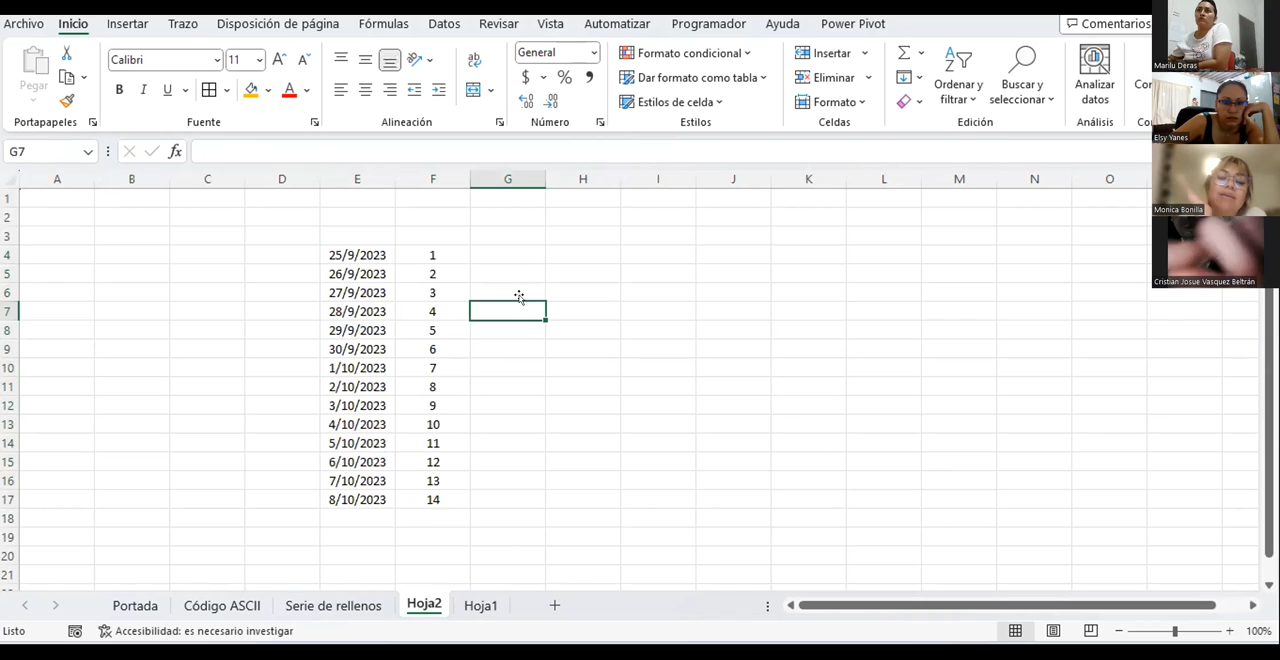 Archivo Inicio Insertar Trazo Disposición de página Fórmulas Datos Revisar Vista Automatizar Programador Ayuda Power Pivot Comentarios
Pegar
Portapapeles
Calibri 11
N K S
Fuente
Alineación
General
$ % ,
Número
Formato condicional
Dar formato como tabla
Estilos de celda
Estilos
Insertar
Eliminar
Formato
Celdas
Ordenar y filtrar
Buscar y seleccionar
Edición
Analizar datos
Análisis
Marilu Deras
Elsy Yanes
Monica Bonilla
Cristian Josue Vasquez Beltrán
G7 fx
A B C D E F G H I J K L M N O
1
2
3
4 25/9/2023 1
5 26/9/2023 2
6 27/9/2023 3
7 28/9/2023 4
8 29/9/2023 5
9 30/9/2023 6
10 1/10/2023 7
11 2/10/2023 8
12 3/10/2023 9
13 4/10/2023 10
14 5/10/2023 11
15 6/10/2023 12
16 7/10/2023 13
17 8/10/2023 14
18
19
20
21
Portada Código ASCII Serie de rellenos Hoja2 Hoja1 +
Listo Accesibilidad: es necesario investigar 100%